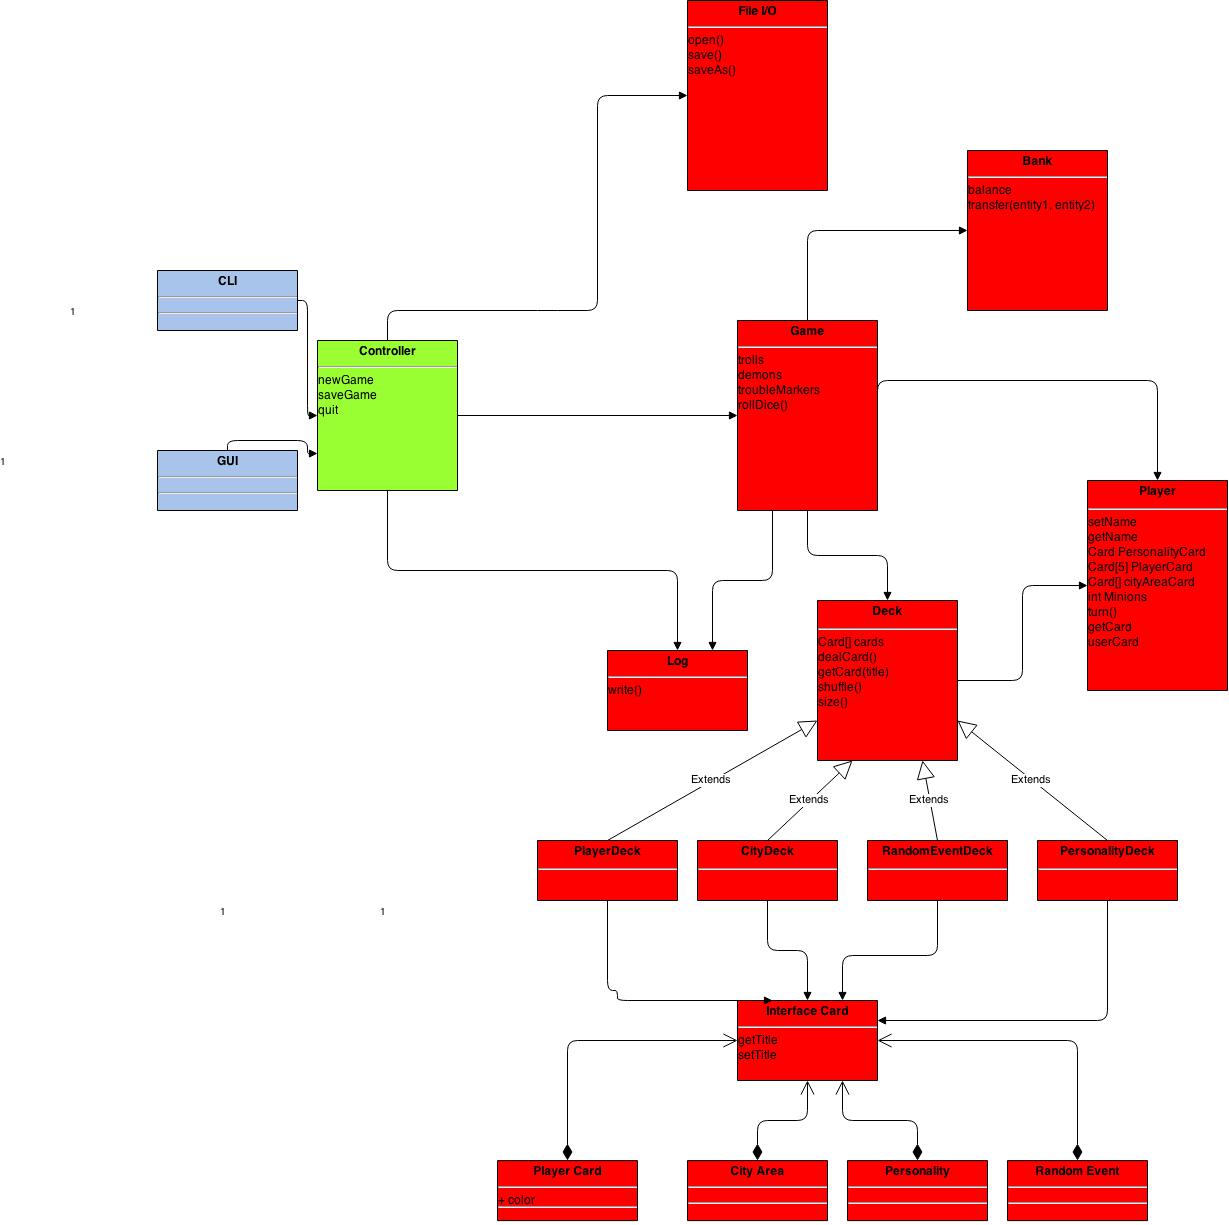 File I/O
open()
save()
saveAs()
Bank
balance
transfer(entity1, entity2)
CLI
1
Game
trolls
demons
troubleMarkers
rollDice()
Controller
newGame
saveGame
quit
GUI
1
Player
setName
getName
Card PersonalityCard
Card[5] PlayerCard
Card[] cityAreaCard
int Minions
turn()
getCard
userCard
Deck
Card[] cards
dealCard()
getCard(title)
shuffle()
size()
Log
write()
Extends
Extends
Extends
Extends
PlayerDeck
CityDeck
RandomEventDeck
PersonalityDeck
1
1
Interface Card
getTitle
setTitle
Player Card
+ color
City Area
Personality
Random Event